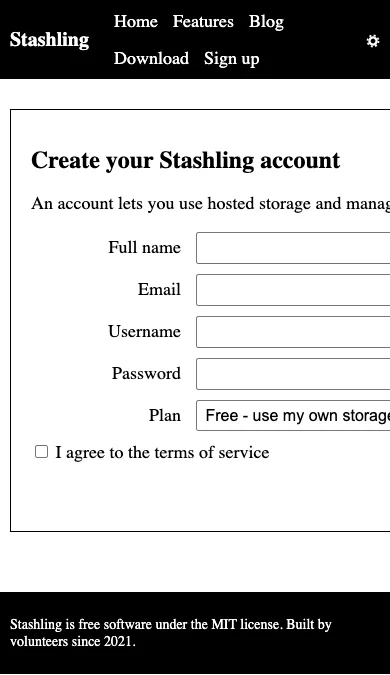 Stashling
Home Features Blog
Download Sign up
Create your Stashling account
An account lets you use hosted storage and
Full name
Email
Username
Password
Plan
Free - use my own storage
I agree to the terms of service
Stashling is free software under the MIT license. Built by
volunteers since 2021.